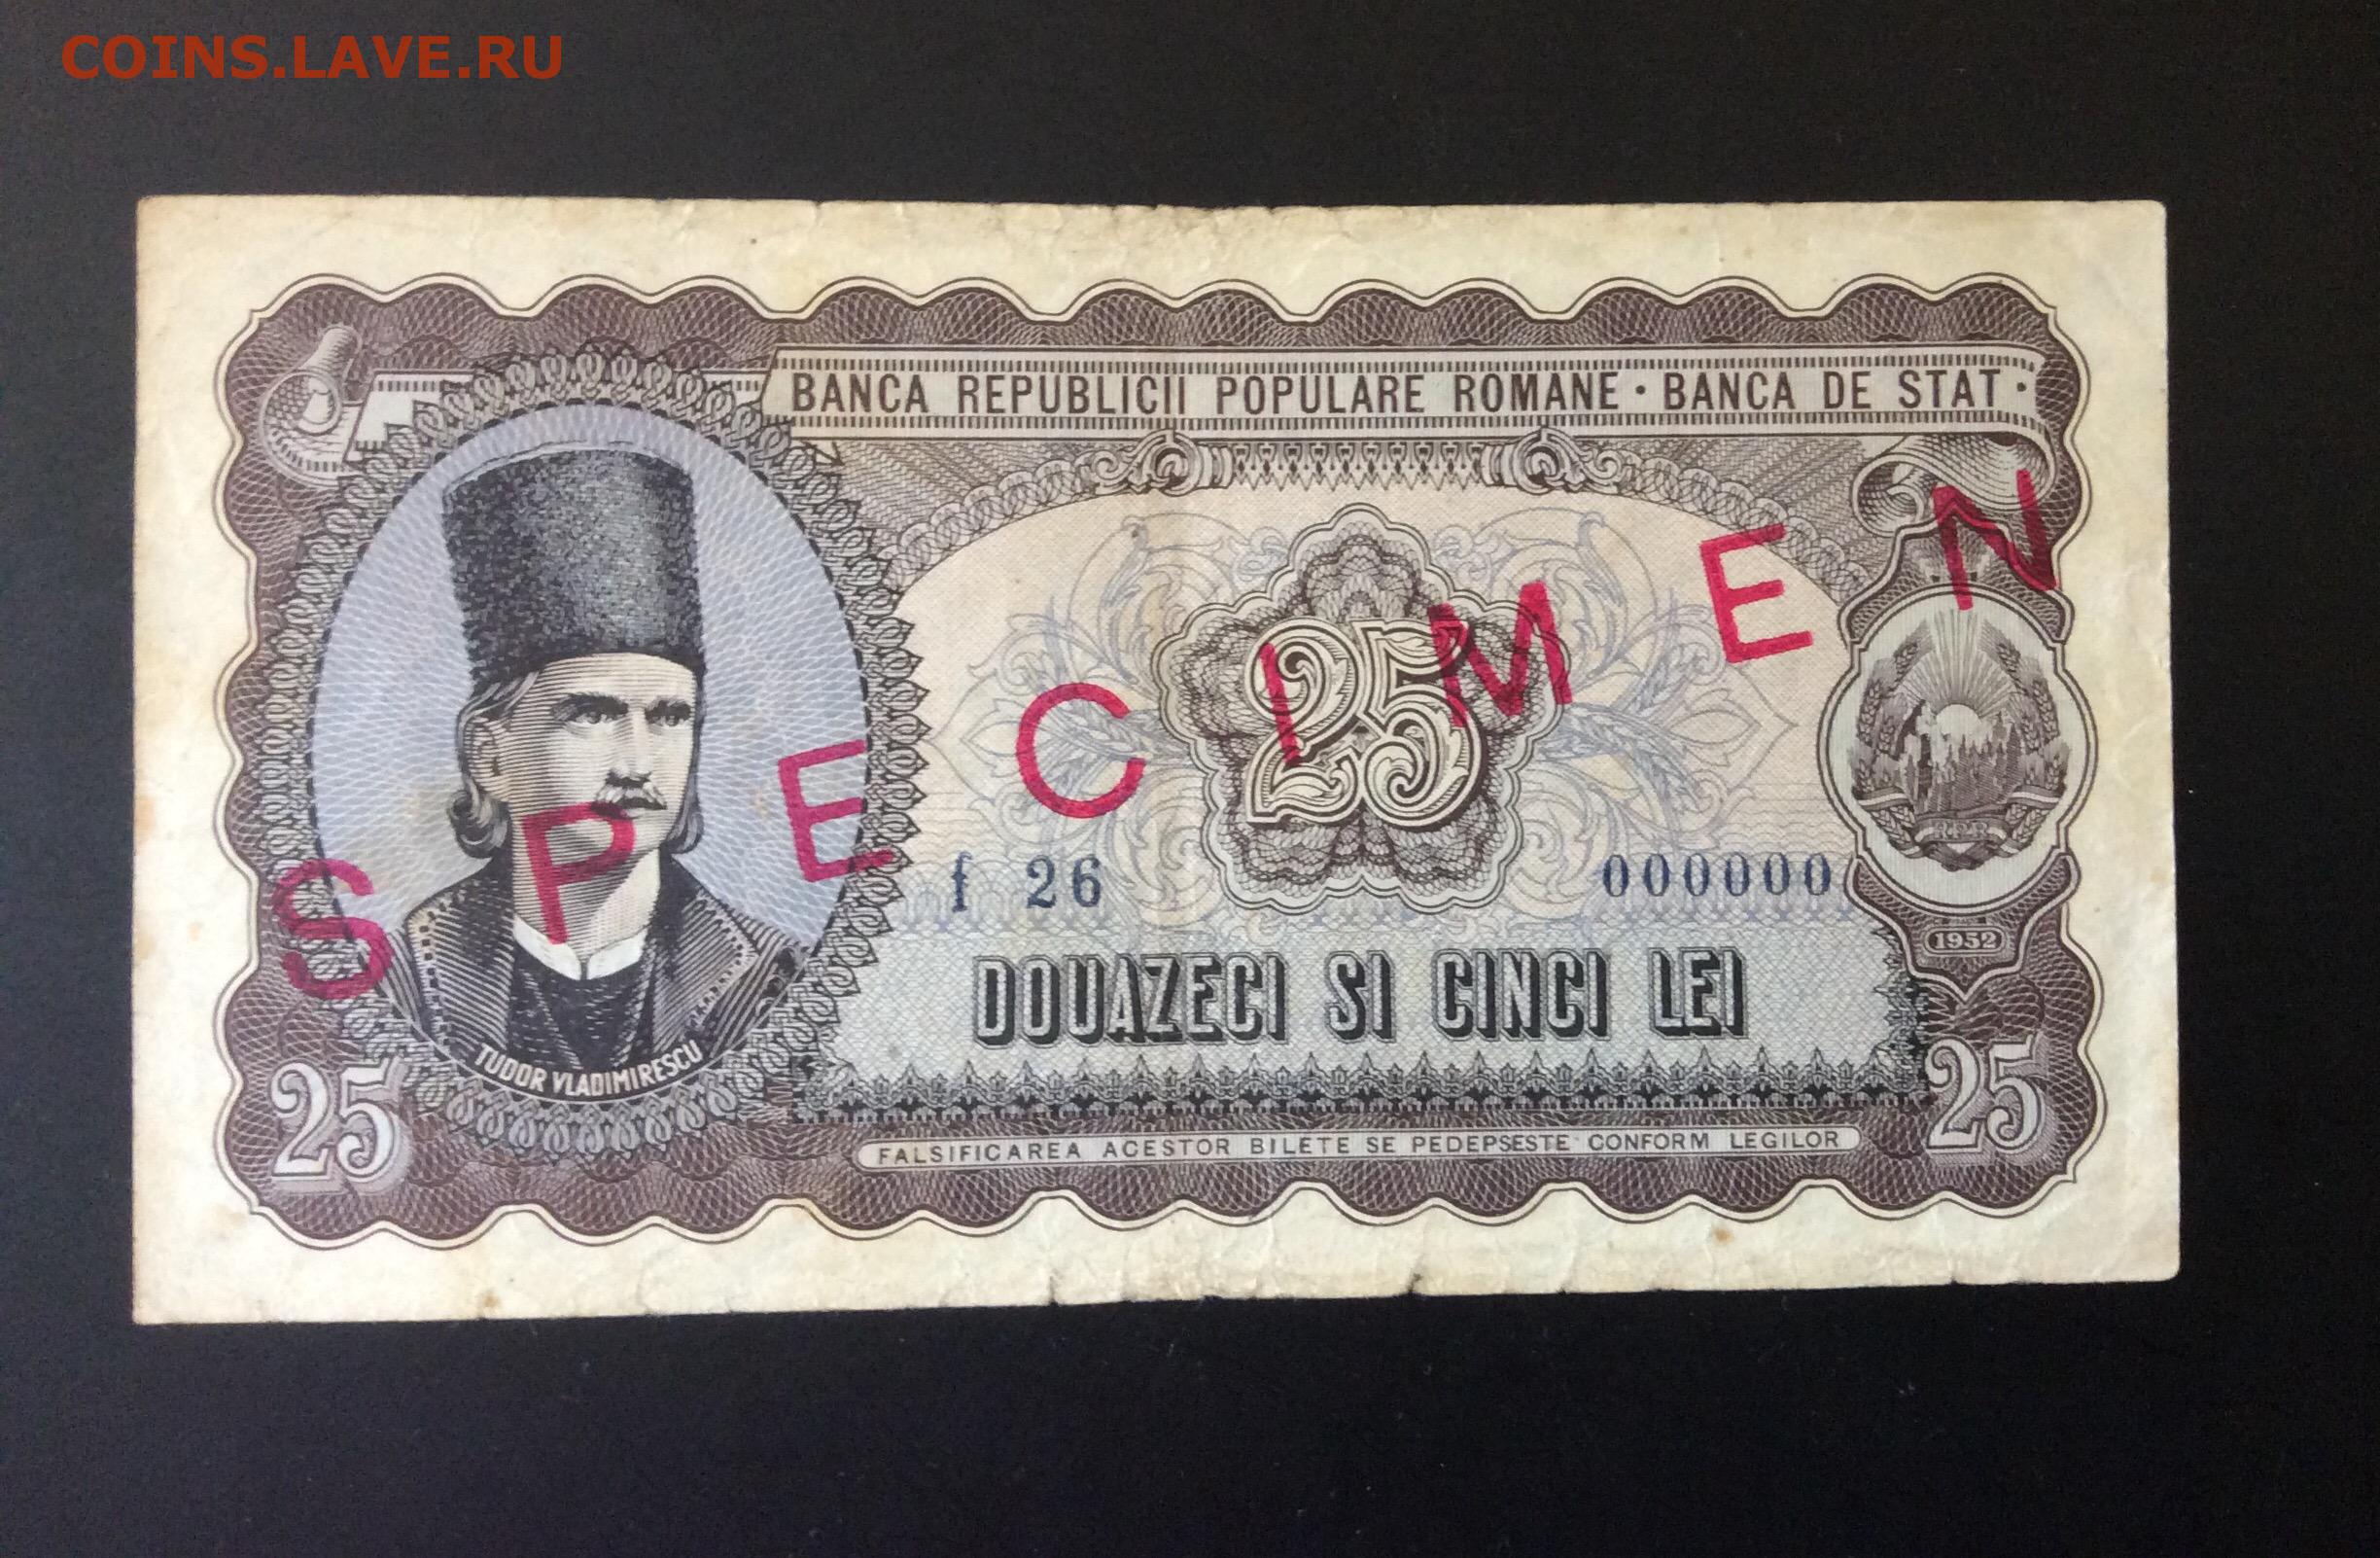 COINS.LAVE.RU
BANCA REPUBLICII POPULARE ROMANE · BANCA DE STAT ·
SPECIMEN
25
f 26 000000
RPR
1952
DOUAZECI SI CINCI LEI
TUDOR VLADIMIRESCU
25 25
FALSIFICAREA ACESTOR BILETE SE PEDEPSESTE CONFORM LEGILOR